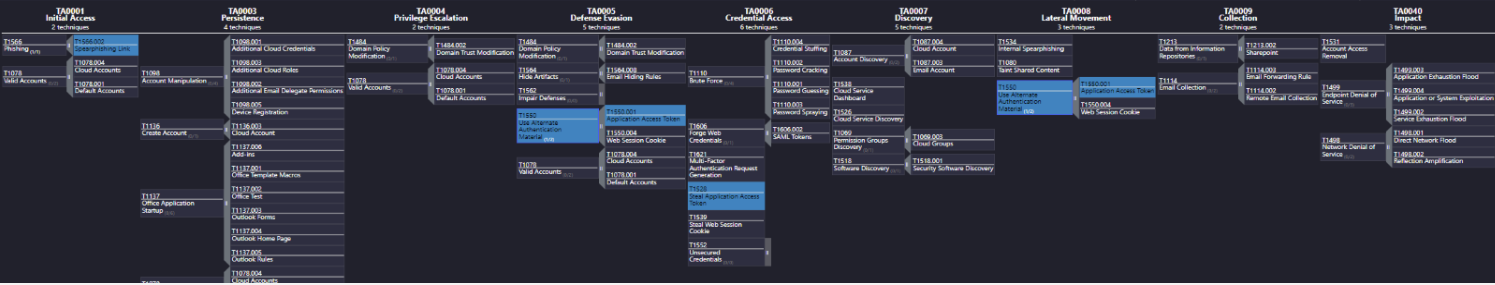 TA0001
Initial Access
2 techniques
T1566
Phishing
T1566.002
Spearphishing Link
T1078
Valid Accounts
T1078.004
Cloud Accounts
T1078.001
Default Accounts
TA0003
Persistence
4 techniques
T1098
Account Manipulation
T1098.001
Additional Cloud Credentials
T1098.003
Additional Cloud Roles
T1098.002
Additional Email Delegate Permissions
T1098.005
Device Registration
T1136
Create Account
T1136.003
Cloud Account
T1137
Office Application
Startup
T1137.006
Add-ins
T1137.001
Office Template Macros
T1137.002
Office Test
T1137.003
Outlook Forms
T1137.004
Outlook Home Page
T1137.005
Outlook Rules
T1078.004
Cloud Accounts
TA0004
Privilege Escalation
2 techniques
T1484
Domain Policy
Modification
T1484.002
Domain Trust Modification
T1078
Valid Accounts
T1078.004
Cloud Accounts
T1078.001
Default Accounts
TA0005
Defense Evasion
5 techniques
T1484
Domain Policy
Modification
T1484.002
Domain Trust Modification
T1564
Hide Artifacts
T1564.008
Email Hiding Rules
T1562
Impair Defenses
T1550
Use Alternate
Authentication
Material
T1550.001
Application Access Token
T1550.004
Web Session Cookie
T1078
Valid Accounts
T1078.004
Cloud Accounts
T1078.001
Default Accounts
TA0006
Credential Access
6 techniques
T1110
Brute Force
T1110.004
Credential Stuffing
T1110.002
Password Cracking
T1110.001
Password Guessing
T1110.003
Password Spraying
T1606
Forge Web
Credentials
T1606.002
SAML Tokens
T1621
Multi-Factor
Authentication Request
Generation
T1528
Steal Application Access
Token
T1539
Steal Web Session
Cookie
T1552
Unsecured
Credentials
TA0007
Discovery
5 techniques
T1087
Account Discovery
T1087.004
Cloud Account
T1087.003
Email Account
T1538
Cloud Service
Dashboard
T1526
Cloud Service Discovery
T1069
Permission Groups
Discovery
T1069.003
Cloud Groups
T1518
Software Discovery
T1518.001
Security Software Discovery
TA0008
Lateral Movement
3 techniques
T1534
Internal Spearphishing
T1080
Taint Shared Content
T1550
Use Alternate
Authentication
Material
T1550.001
Application Access Token
T1550.004
Web Session Cookie
TA0009
Collection
2 techniques
T1213
Data from Information
Repositories
T1213.002
Sharepoint
T1114
Email Collection
T1114.003
Email Forwarding Rule
T1114.002
Remote Email Collection
TA0040
Impact
3 techniques
T1531
Account Access
Removal
T1499
Endpoint Denial of
Service
T1499.003
Application Exhaustion Flood
T1499.004
Application or System Exploitation
T1499.002
Service Exhaustion Flood
T1498
Network Denial of
Service
T1498.001
Direct Network Flood
T1498.002
Reflection Amplification